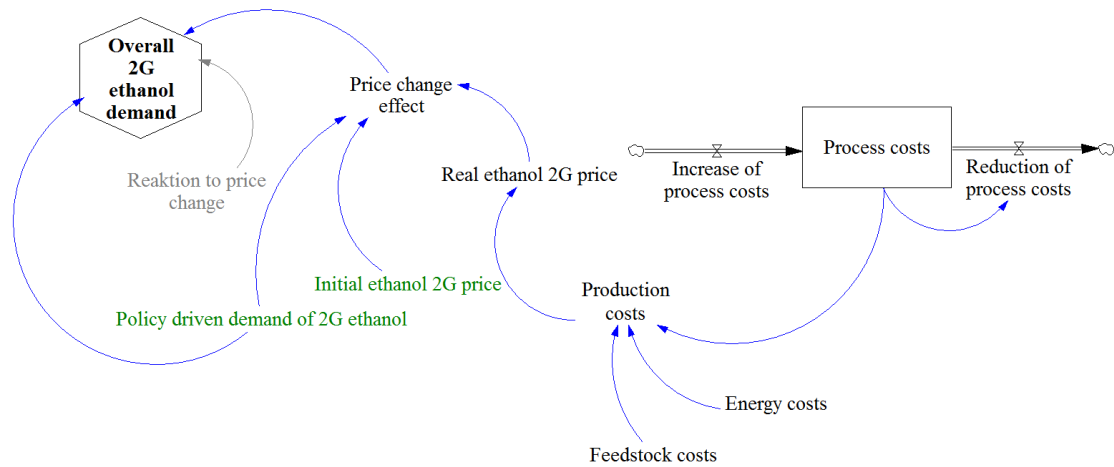 Overall
2G
ethanol
demand
Price change
effect
Reaktion to price
change
Real ethanol 2G price
Increase of
process costs
Process costs
Reduction of
process costs
Initial ethanol 2G price
Policy driven demand of 2G ethanol
Production
costs
Energy costs
Feedstock costs